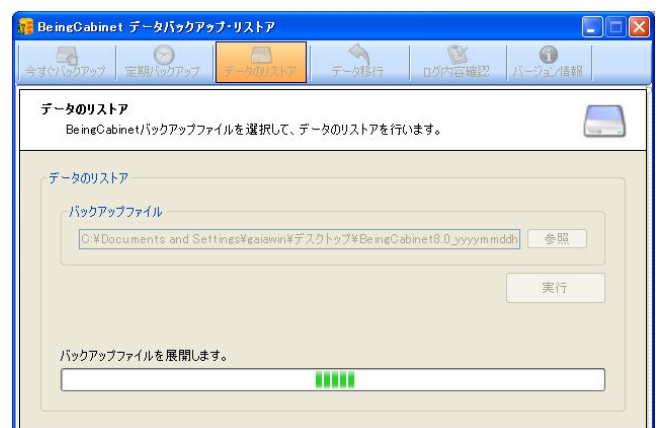 BeingCabinet データバックアップ・リストア
今すぐバックアップ 定期バックアップ データのリストア データ移行 ログ内容確認 バージョン情報
データのリストア
BeingCabinetバックアップファイルを選択して、データのリストアを行います。
データのリストア
バックアップファイル
C:¥Documents and Settings¥gaiawin¥デスクトップ¥BeingCabinet8.0_yyyymmddh 参照
実行
バックアップファイルを展開します。